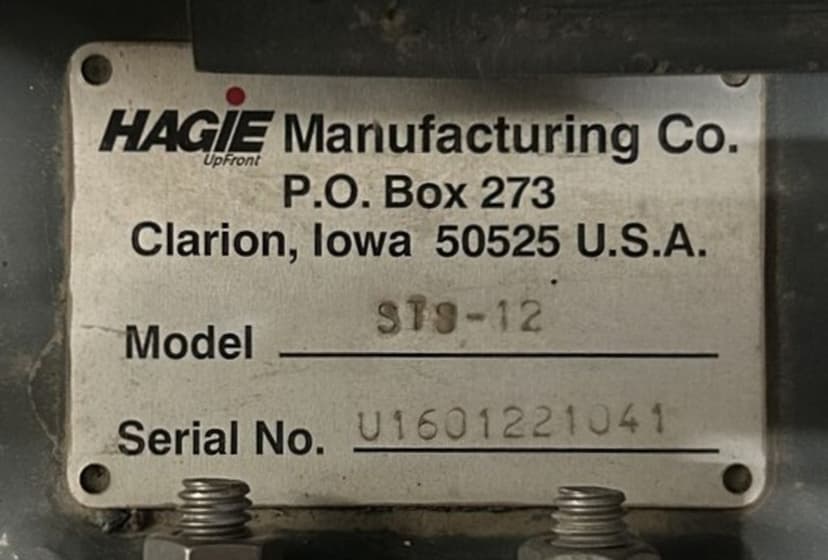 HAGIE Manufacturing Co.
UpFront
P.O. Box 273
Clarion, Iowa 50525 U.S.A.
Model STS-12
Serial No. U1601221041